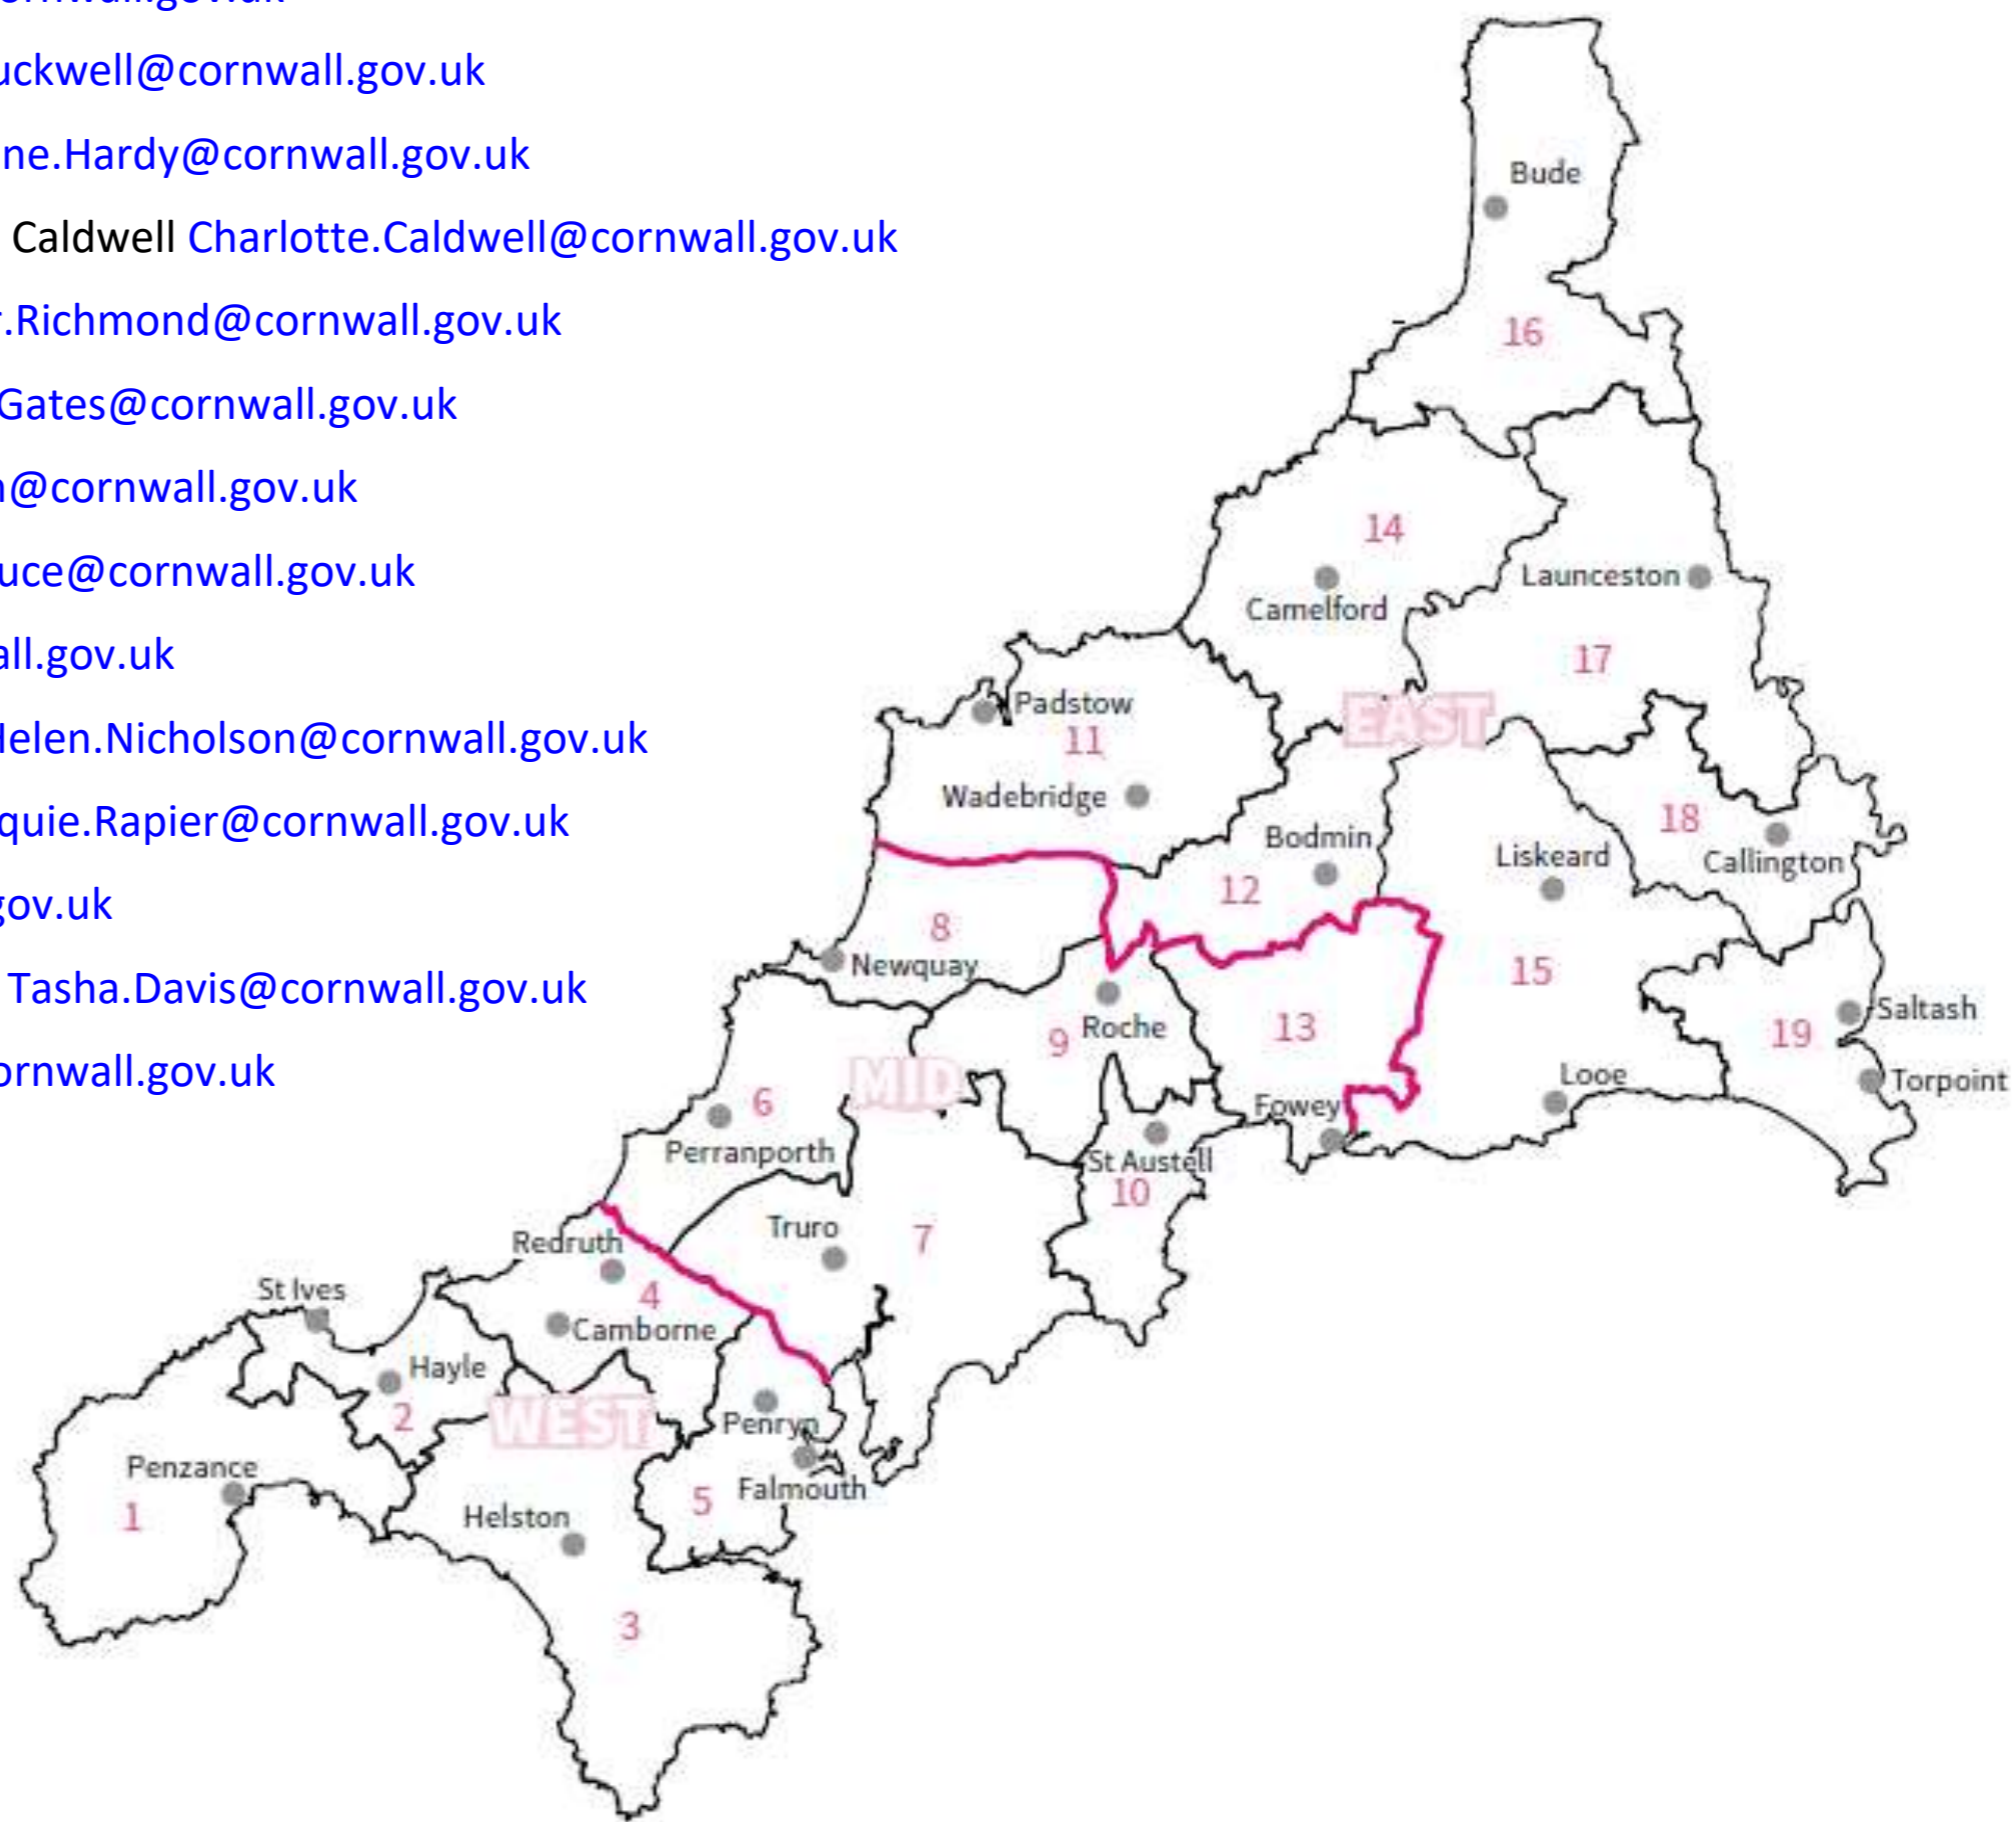 ornwall.gov.uk
uckwell@cornwall.gov.uk
ne.Hardy@cornwall.gov.uk
Caldwell Charlotte.Caldwell@cornwall.gov.uk
r.Richmond@cornwall.gov.uk
Gates@cornwall.gov.uk
n@cornwall.gov.uk
uce@cornwall.gov.uk
all.gov.uk
Helen.Nicholson@cornwall.gov.uk
quie.Rapier@cornwall.gov.uk
gov.uk
Tasha.Davis@cornwall.gov.uk
ornwall.gov.uk
Bude
16
14
Camelford
Launceston
17
EAST
Padstow
11
Wadebridge
Bodmin
12
Liskeard
18
Callington
8
Newquay
15
9
Roche
13
19
Saltash
Torpoint
Looe
Fowey
MID
6
Perranporth
St Austell
10
Truro
7
Redruth
4
Camborne
St Ives
Hayle
2
WEST
Penryn
Falmouth
5
Penzance
1
Helston
3